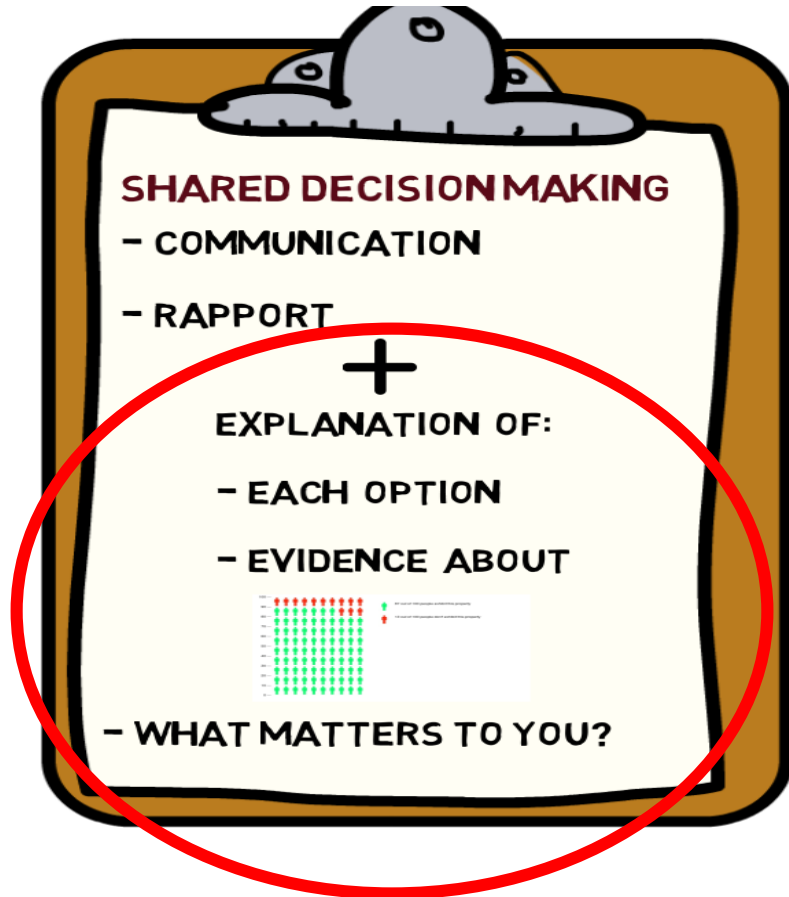 SHARED DECISION MAKING
- COMMUNICATION
- RAPPORT
+
EXPLANATION OF:
- EACH OPTION
- EVIDENCE ABOUT
- WHAT MATTERS TO YOU?